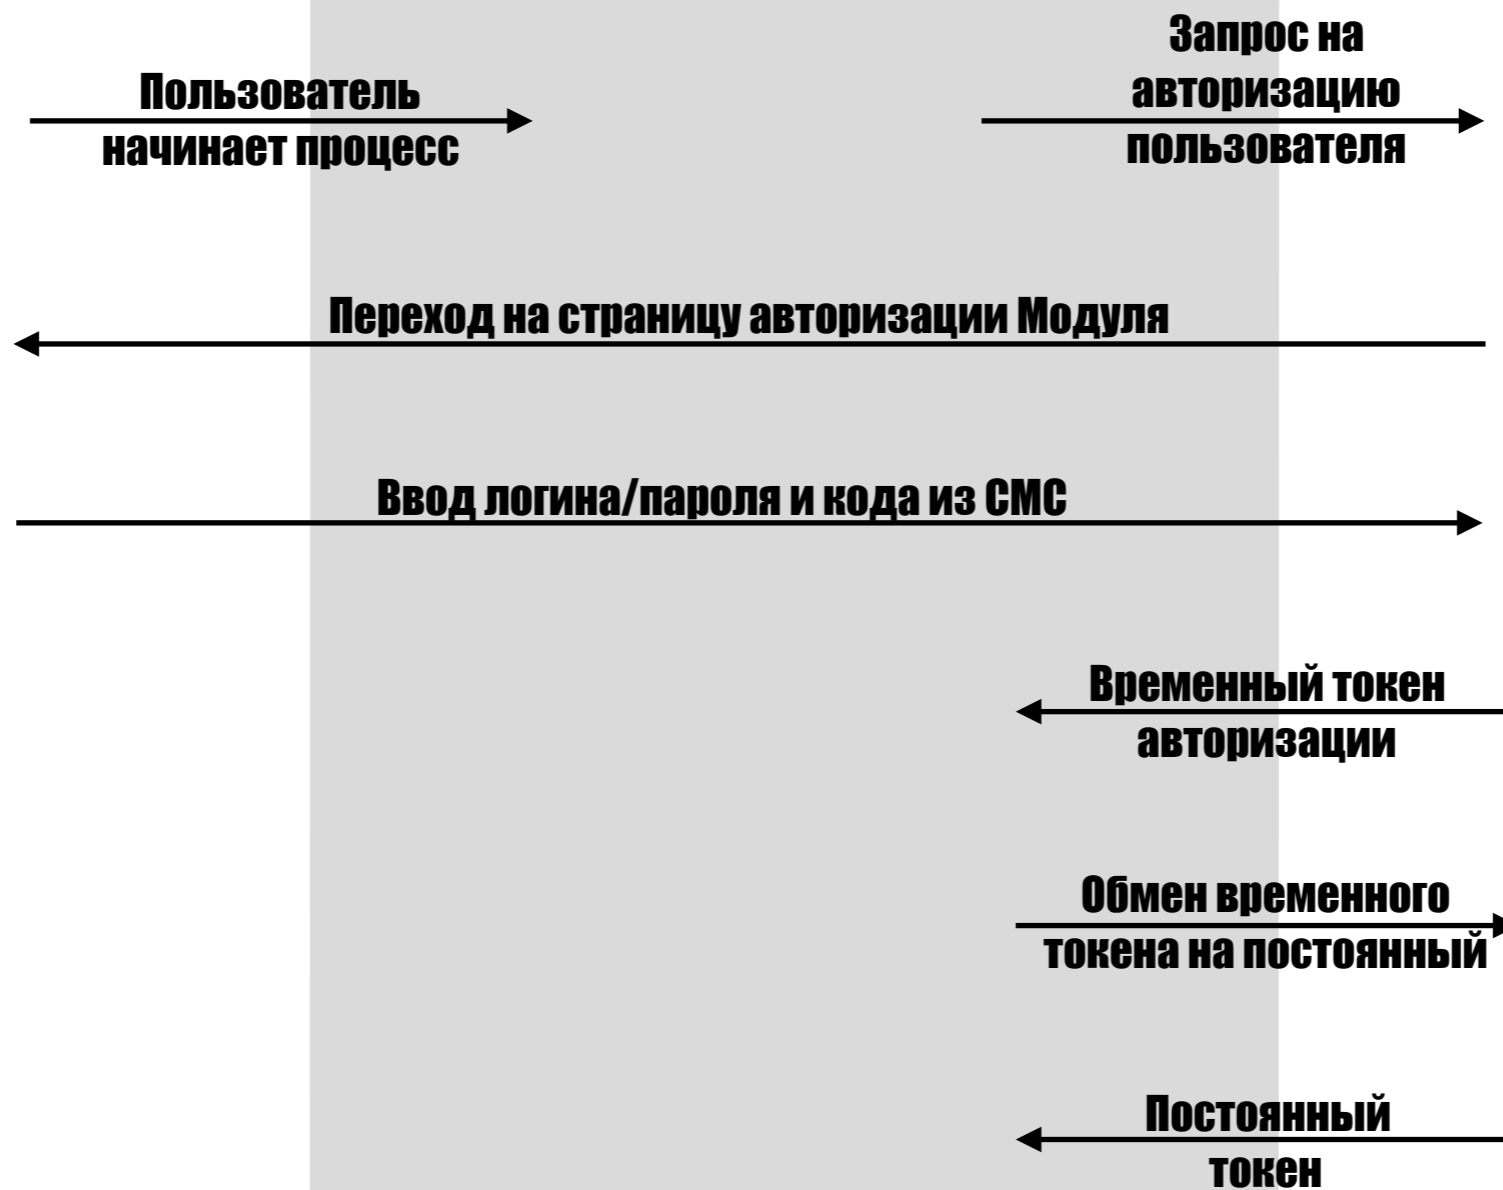 Пользователь
начинает процесс
Запрос на
авторизацию
пользователя
Переход на страницу авторизации Модуля
Ввод логина/пароля и кода из СМС
Временный токен
авторизации
Обмен временного
токена на постоянный
Постоянный
токен